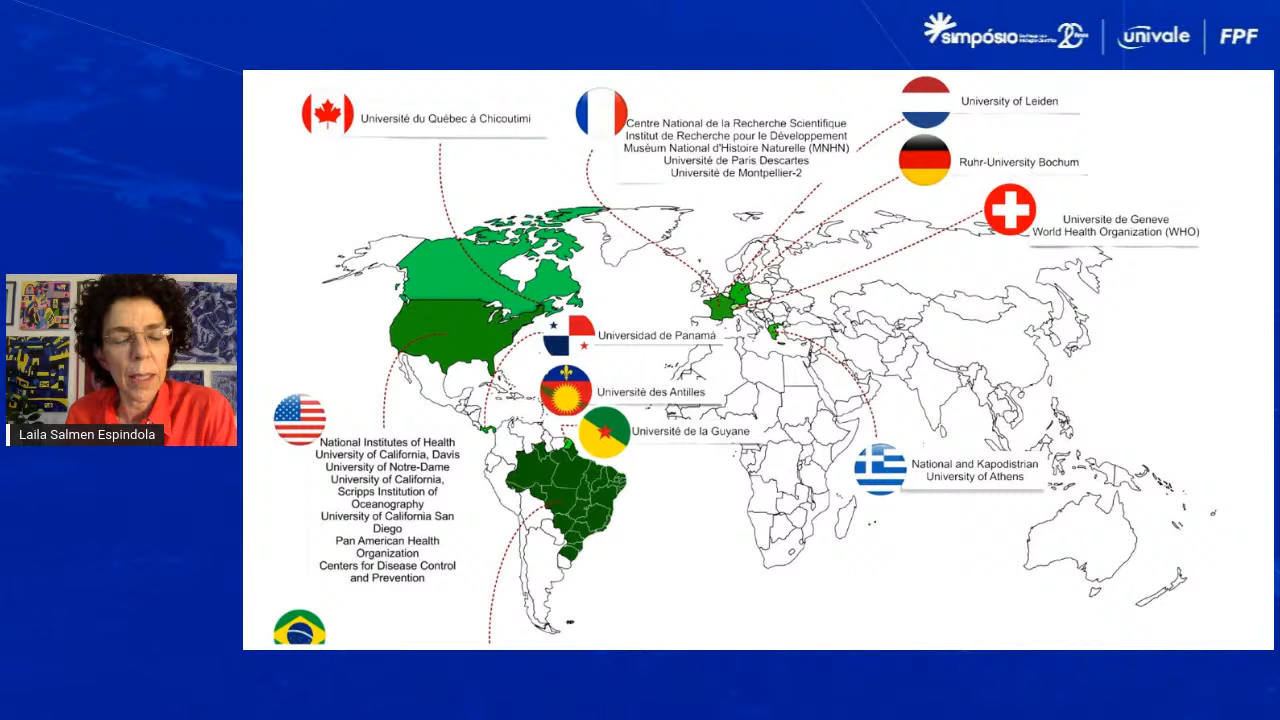 simpósio
20
univale
FPF
Université du Québec à Chicoutimi
Centre National de la Recherche Scientifique
Institut de Recherche pour le Développement
Muséum National d'Histoire Naturelle (MNHN)
Université de Paris Descartes
Université de Montpellier-2
University of Leiden
Ruhr-University Bochum
Universite de Geneve
World Health Organization (WHO)
Universidad de Panamá
Université des Antilles
Université de la Guyane
National Institutes of Health
University of California, Davis
University of Notre-Dame
University of California,
Scripps Institution of
Oceanography
University of California San
Diego
Pan American Health
Organization
Centers for Disease Control
and Prevention
National and Kapodistrian
University of Athens
Laila Salmen Espindola